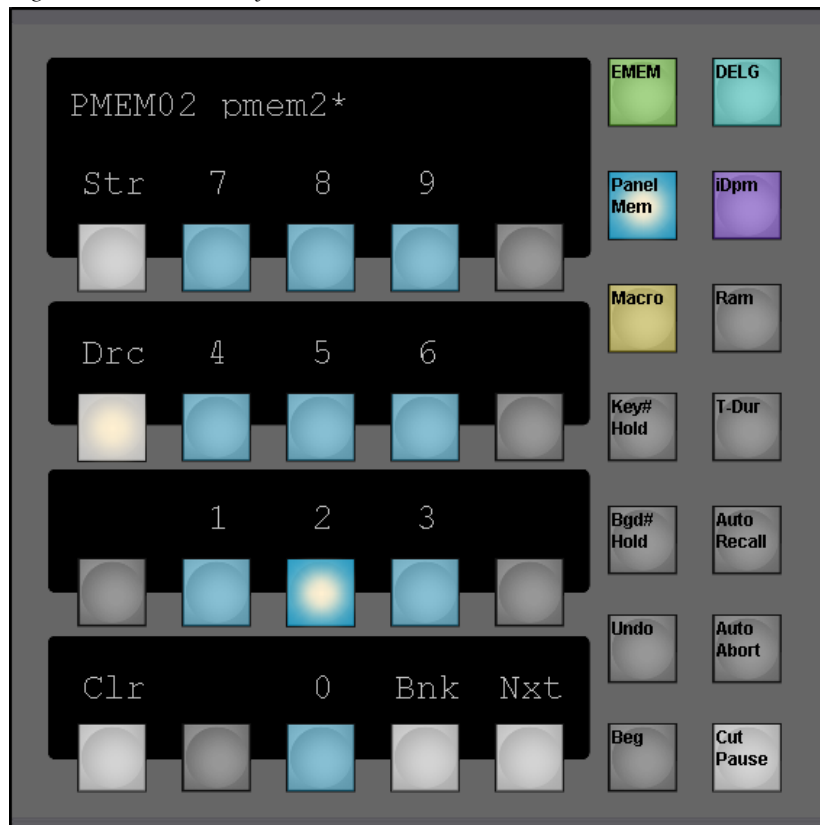 PMEM02 pmem2*
Str 7 8 9
Drc 4 5 6
1 2 3
Clr 0 Bnk Nxt
EMEM
DELG
Panel
Mem
iDpm
Macro
Ram
Key#
Hold
T-Dur
Bgd#
Hold
Auto
Recall
Undo
Auto
Abort
Beg
Cut
Pause